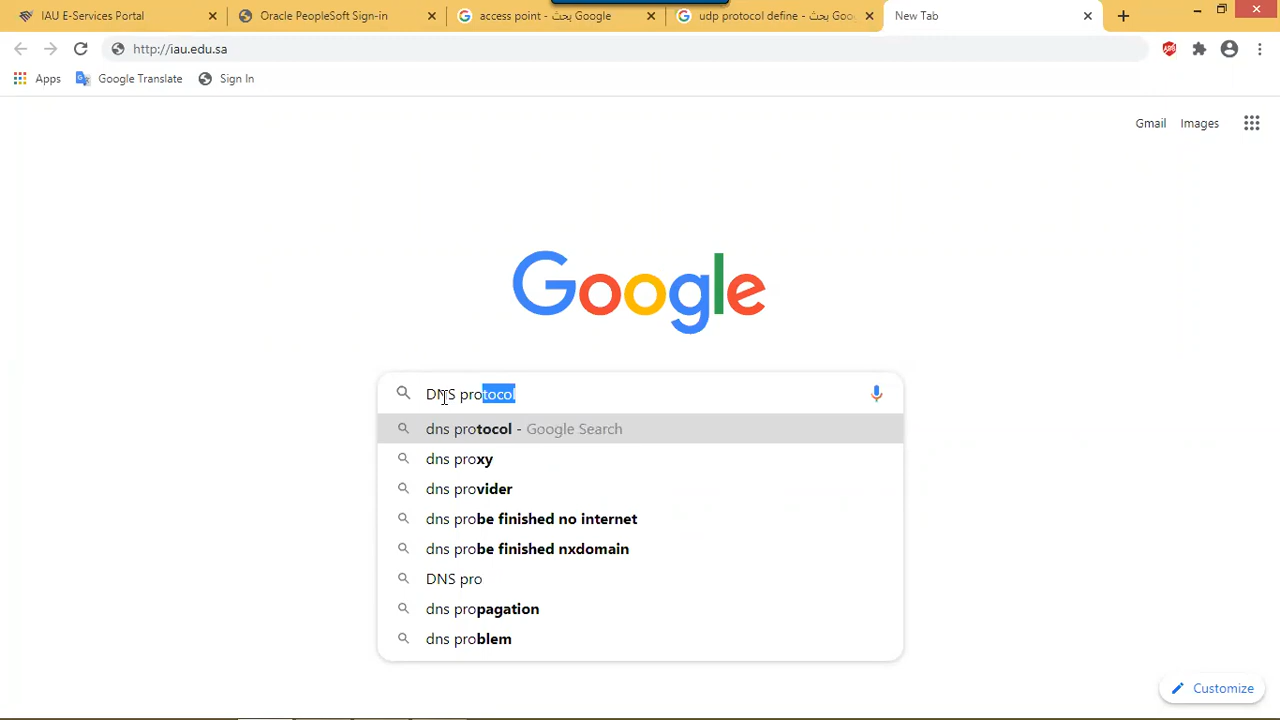 IAU E-Services Portal
Oracle PeopleSoft Sign-in
access point - بحث Google
udp protocol define - بحث Goo
New Tab
http://iau.edu.sa
Apps
Google Translate
Sign In
Gmail
Images
Google
DNS protocol
dns protocol - Google Search
dns proxy
dns provider
dns probe finished no internet
dns probe finished nxdomain
DNS pro
dns propagation
dns problem
Customize